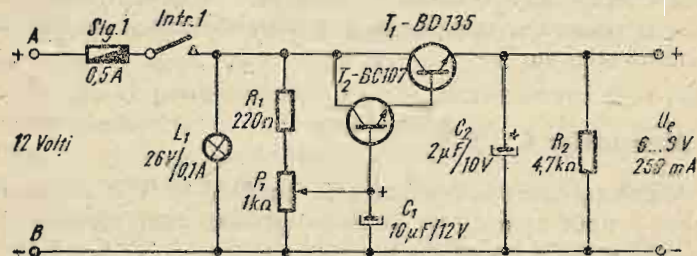 T₁-BD135
A
Sig.1
Intr.1
+
+
0,5A
T₂-BC107
R₁
220Ω
12 Volți
L₁
26V/0,1A
P₁
1kΩ
+
C₁
10μF/12V
C₂
2μF/10V
+
R₂
4,7kΩ
Uₑ
6...9V
250 mA
B
-
-